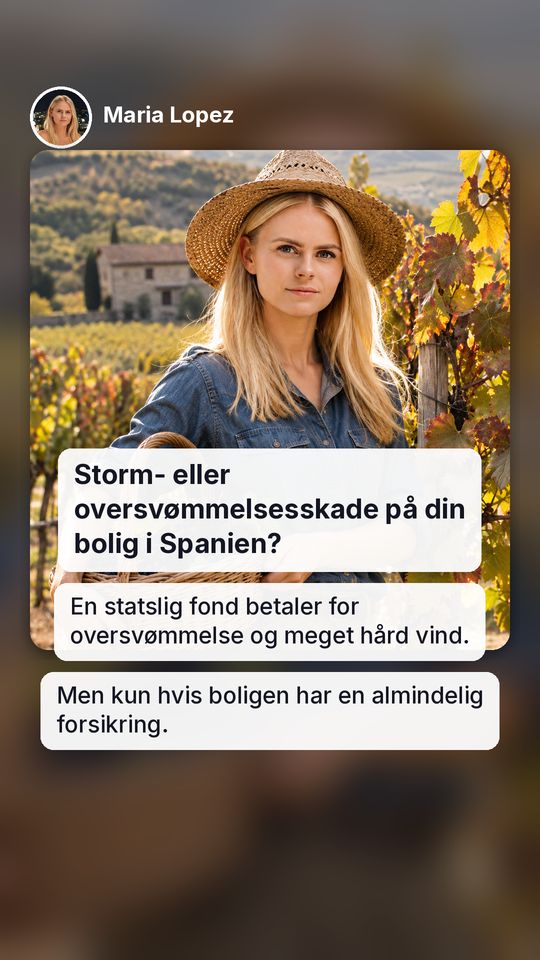 Maria Lopez
Storm- eller
oversvømmelsesskade på din
bolig i Spanien?
En statslig fond betaler for
oversvømmelse og meget hård vind.
Men kun hvis boligen har en almindelig
forsikring.